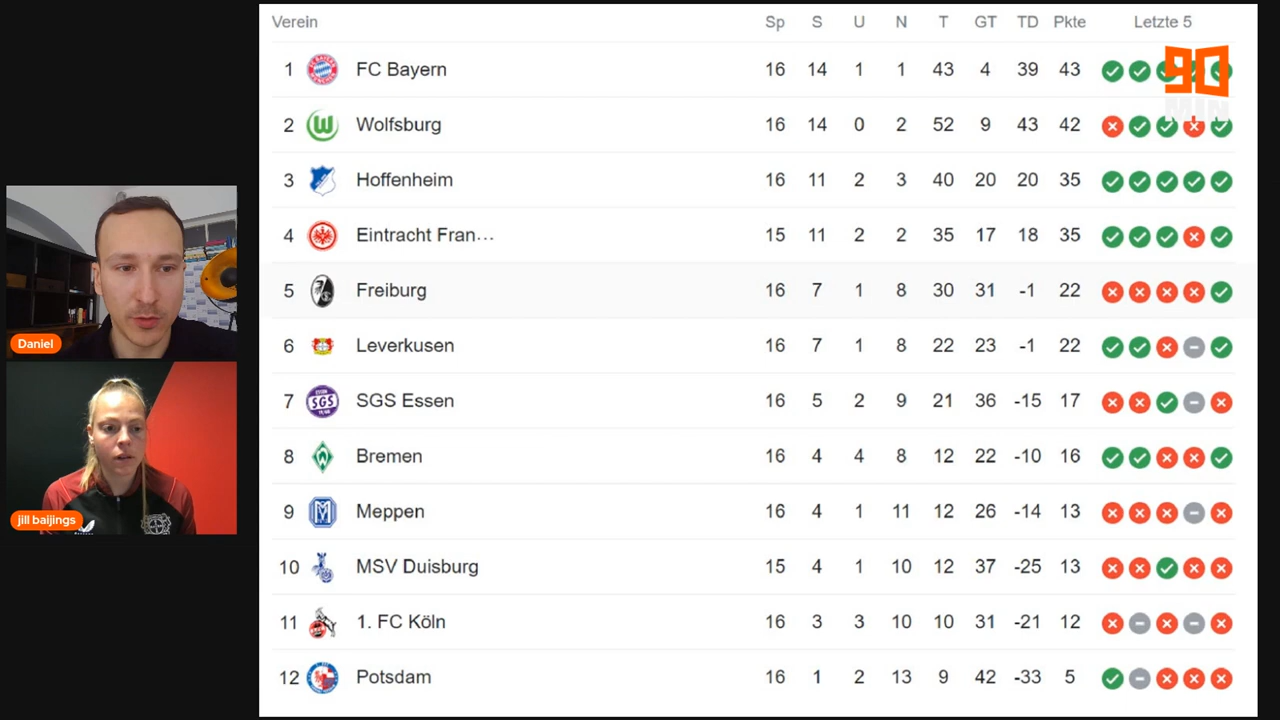 Verein Sp S U N T GT TD Pkte Letzte 5
90
MIN
1 FC Bayern 16 14 1 1 43 4 39 43
2 Wolfsburg 16 14 0 2 52 9 43 42
3 Hoffenheim 16 11 2 3 40 20 20 35
4 Eintracht Fran... 15 11 2 2 35 17 18 35
5 Freiburg 16 7 1 8 30 31 -1 22
6 Leverkusen 16 7 1 8 22 23 -1 22
7 SGS Essen 16 5 2 9 21 36 -15 17
8 Bremen 16 4 4 8 12 22 -10 16
9 Meppen 16 4 1 11 12 26 -14 13
10 MSV Duisburg 15 4 1 10 12 37 -25 13
11 1. FC Köln 16 3 3 10 10 31 -21 12
12 Potsdam 16 1 2 13 9 42 -33 5
Daniel
jill baijings